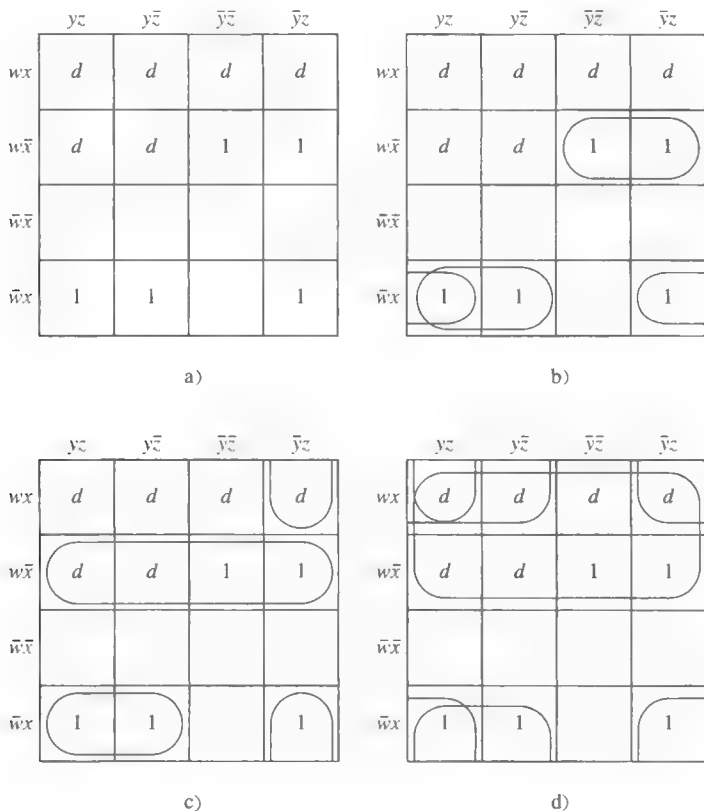 yz yz̄ ȳz̄ ȳz yz yz̄ ȳz̄ ȳz
wx d d d d wx d d d d
wx̄ d d 1 1 wx̄ d d 1 1
w̄x̄ w̄x̄
w̄x 1 1 1 w̄x 1 1 1
a) b)
yz yz̄ ȳz̄ ȳz yz yz̄ ȳz̄ ȳz
wx d d d d wx d d d d
wx̄ d d 1 1 wx̄ d d 1 1
w̄x̄ w̄x̄
w̄x 1 1 1 w̄x 1 1 1
c) d)